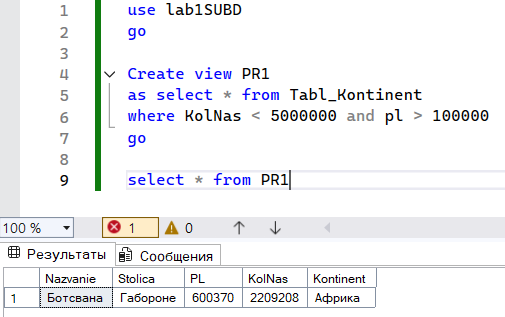 1 use lab1SUBD
2 go
3
4 Create view PR1
5 as select * from Tabl_Kontinent
6 where KolNas < 5000000 and pl > 100000
7 go
8
9 select * from PR1
100 % 1 0
Результаты Сообщения
Nazvanie Stolica PL KolNas Kontinent
1 Ботсвана Габороне 600370 2209208 Африка